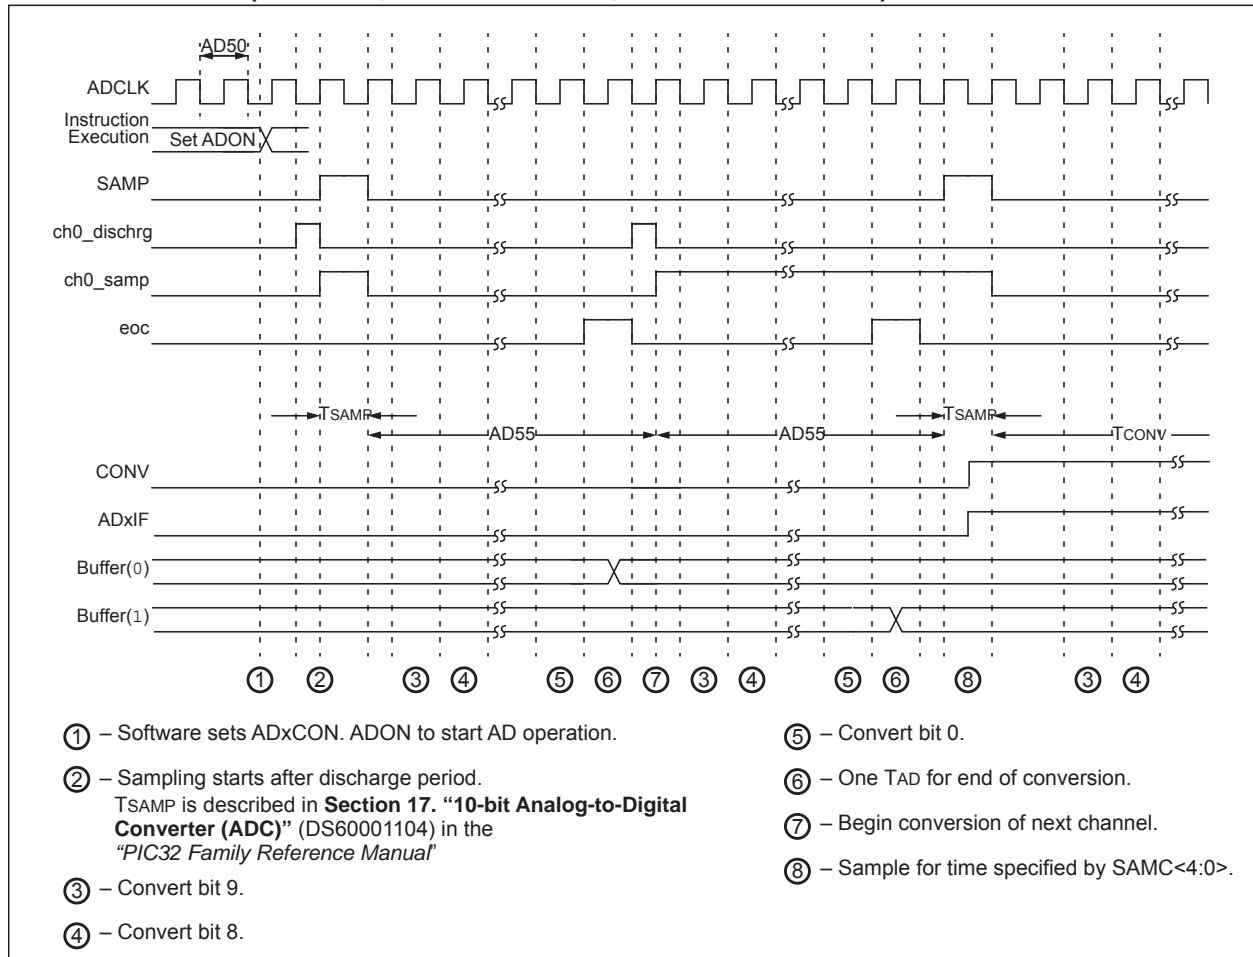 AD50
ADCLK
Instruction
Execution
Set ADON
SAMP
ch0_dischrg
ch0_samp
eoc
TSAMP
TSAMP
AD55
AD55
TCONV
CONV
ADxIF
Buffer(0)
Buffer(1)
1 2 3 4 5 6 7 3 4 5 6 8 3 4
1 – Software sets ADxCON. ADON to start AD operation.
2 – Sampling starts after discharge period.
TSAMP is described in Section 17. “10-bit Analog-to-Digital
Converter (ADC)” (DS60001104) in the
“PIC32 Family Reference Manual”
3 – Convert bit 9.
4 – Convert bit 8.
5 – Convert bit 0.
6 – One TAD for end of conversion.
7 – Begin conversion of next channel.
8 – Sample for time specified by SAMC<4:0>.